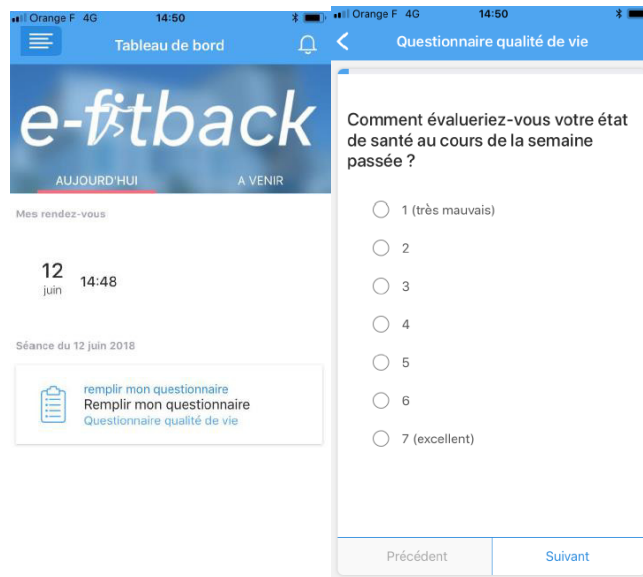 Orange F 4G 14:50
Tableau de bord
e-fitback
AUJOURD'HUI A VENIR
Mes rendez-vous
12
juin
14:48
Séance du 12 juin 2018
remplir mon questionnaire
Remplir mon questionnaire
Questionnaire qualité de vie
Orange F 4G 14:50
Questionnaire qualité de vie
Comment évalueriez-vous votre état
de santé au cours de la semaine
passée ?
1 (très mauvais)
2
3
4
5
6
7 (excellent)
Précédent Suivant